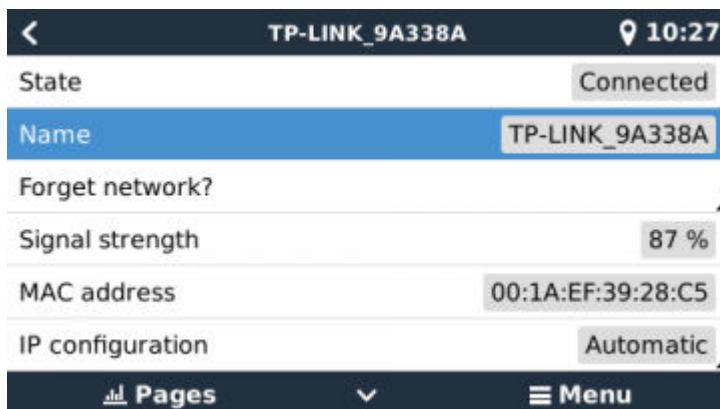 TP-LINK_9A338A 10:27
State Connected
Name TP-LINK_9A338A
Forget network?
Signal strength 87 %
MAC address 00:1A:EF:39:28:C5
IP configuration Automatic
Pages Menu